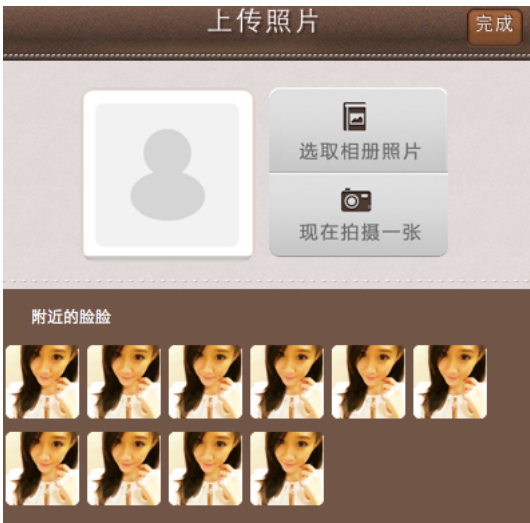 上传照片
完成
选取相册照片
现在拍摄一张
附近的脸脸